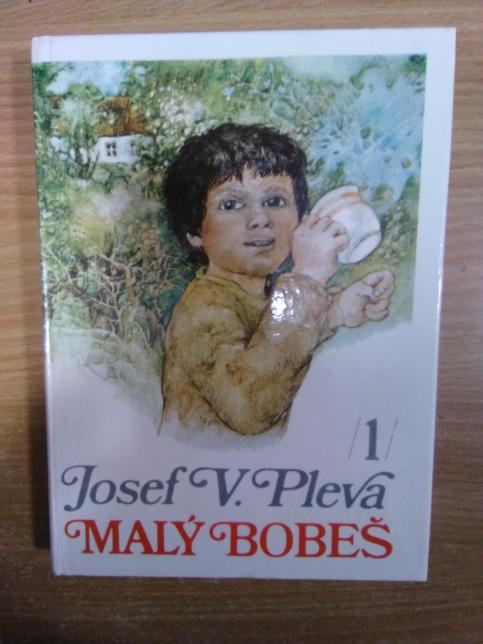 /1/
Josef V. Pleva
MALÝ BOBEŠ